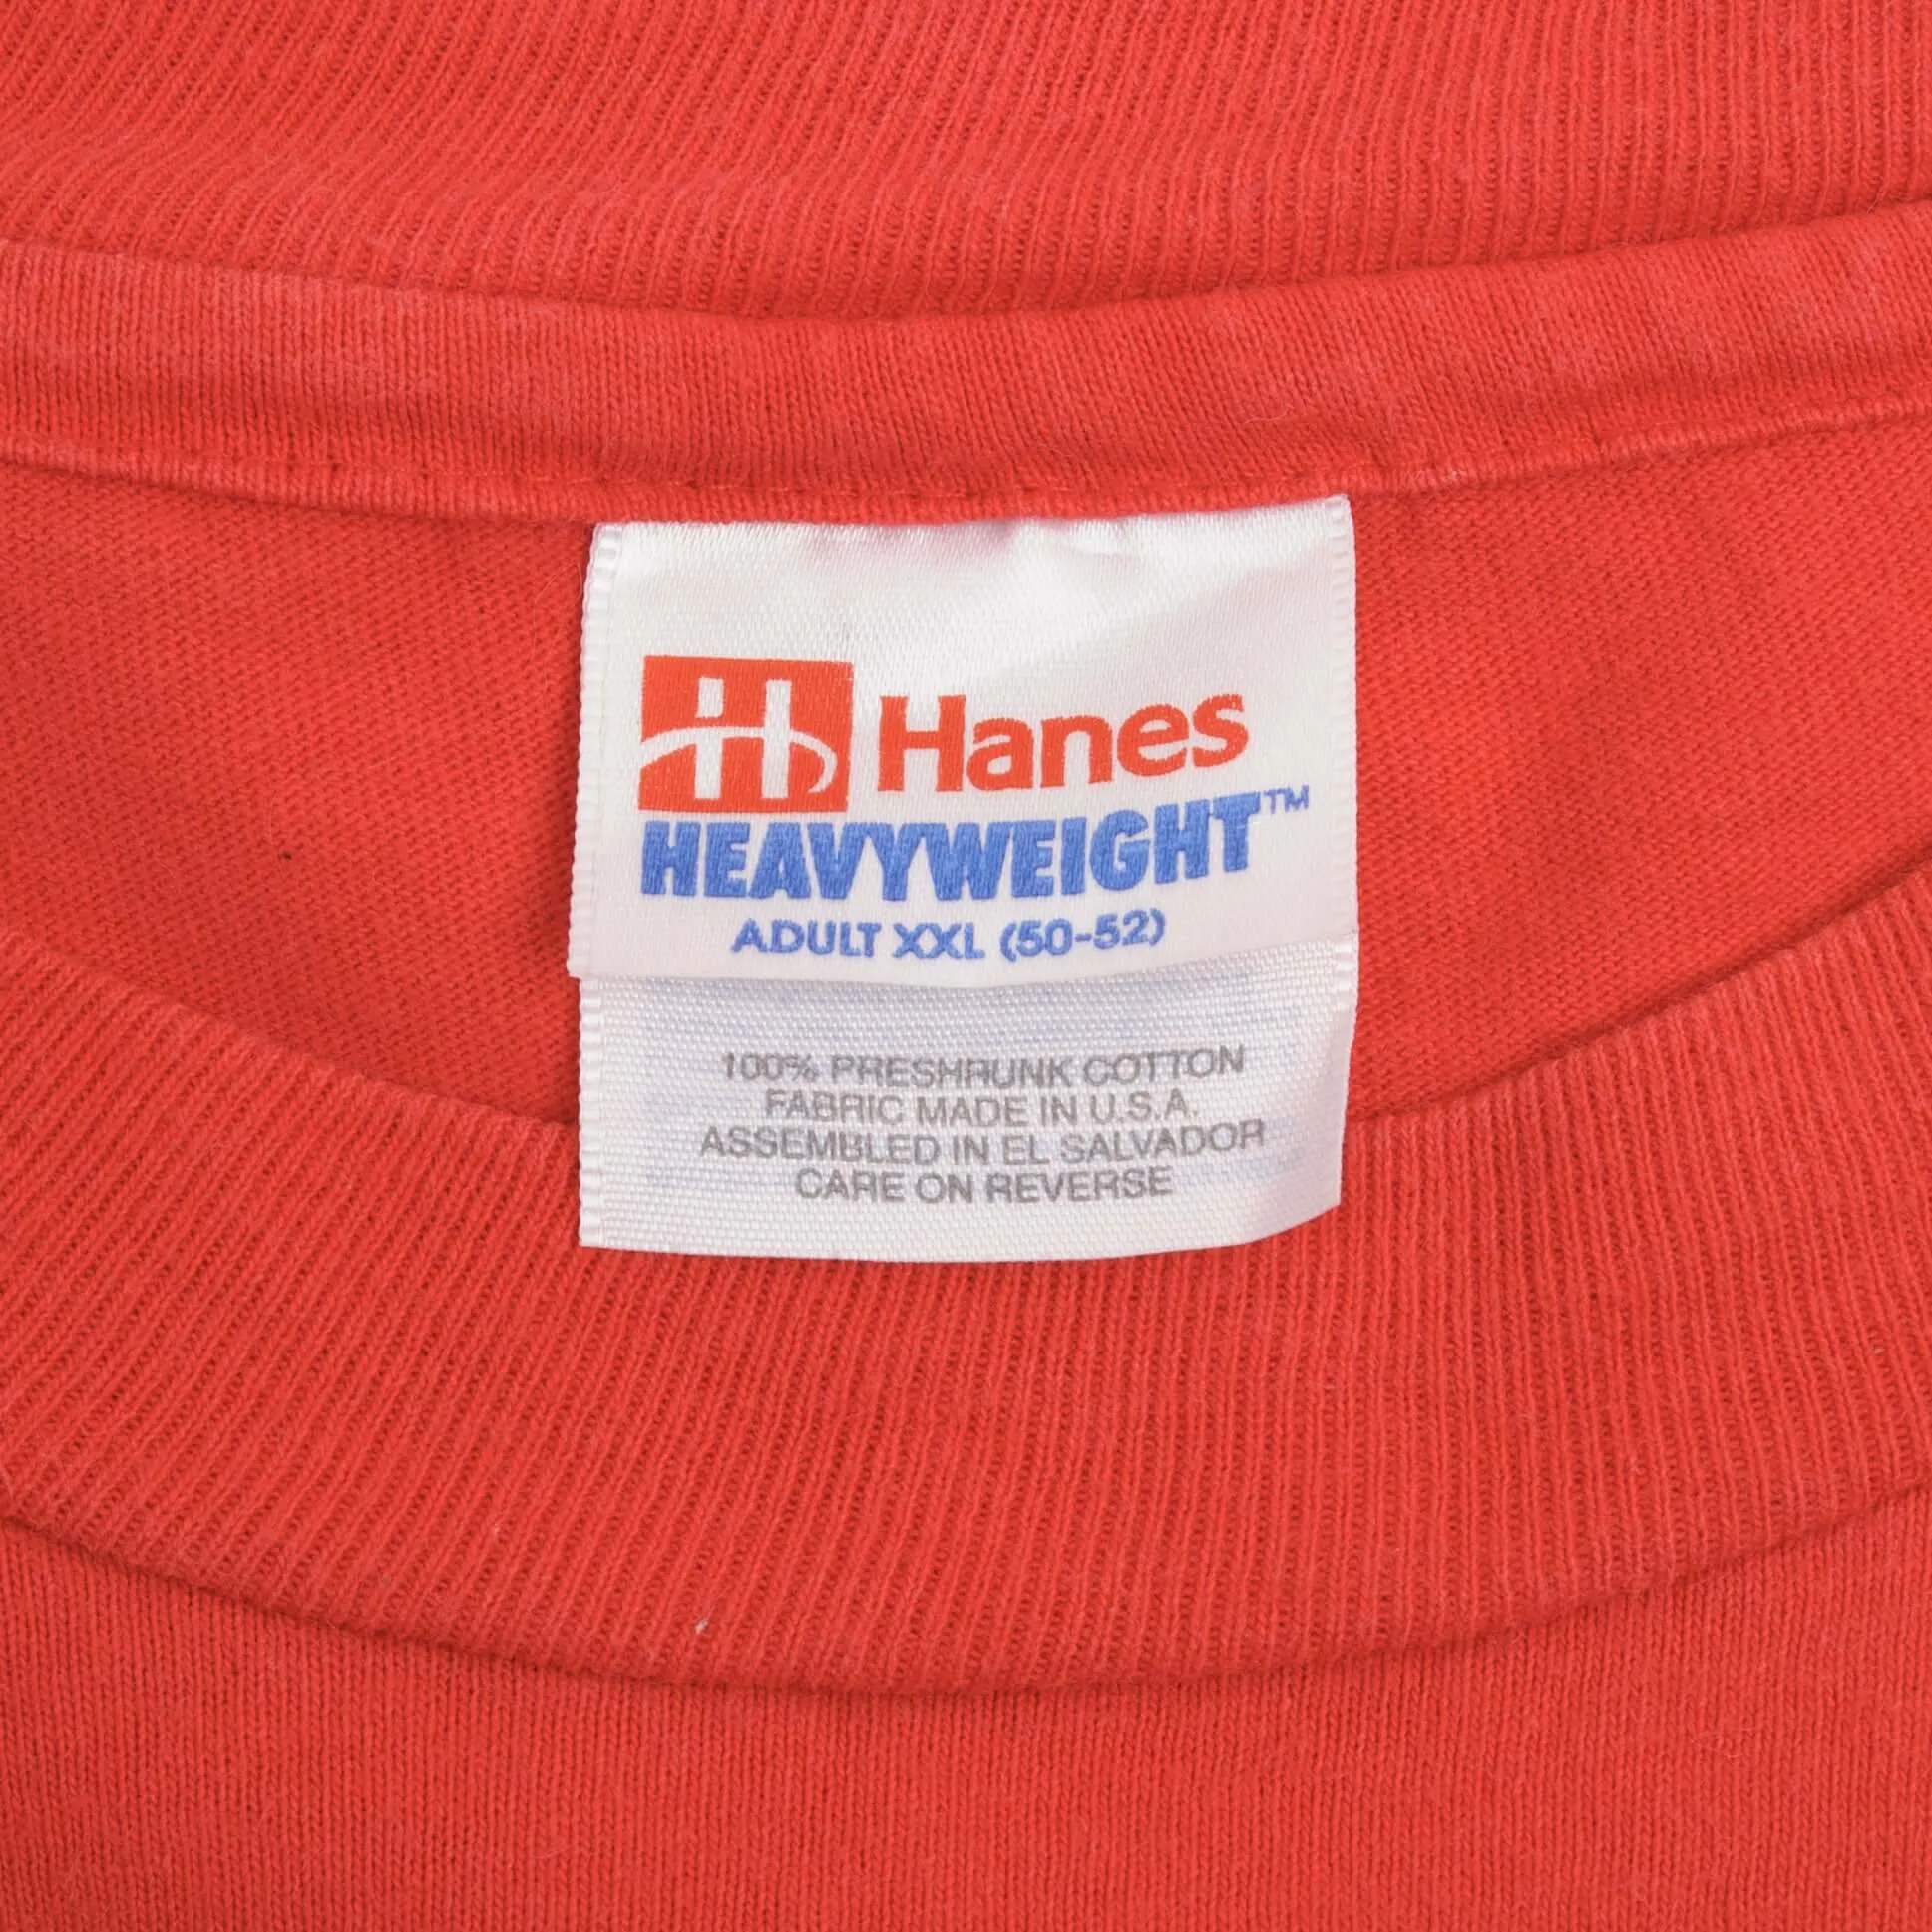 H Hanes
HEAVYWEIGHT™
ADULT XXL (50-52)
100% PRESHRUNK COTTON
FABRIC MADE IN U.S.A.
ASSEMBLED IN EL SALVADOR
CARE ON REVERSE